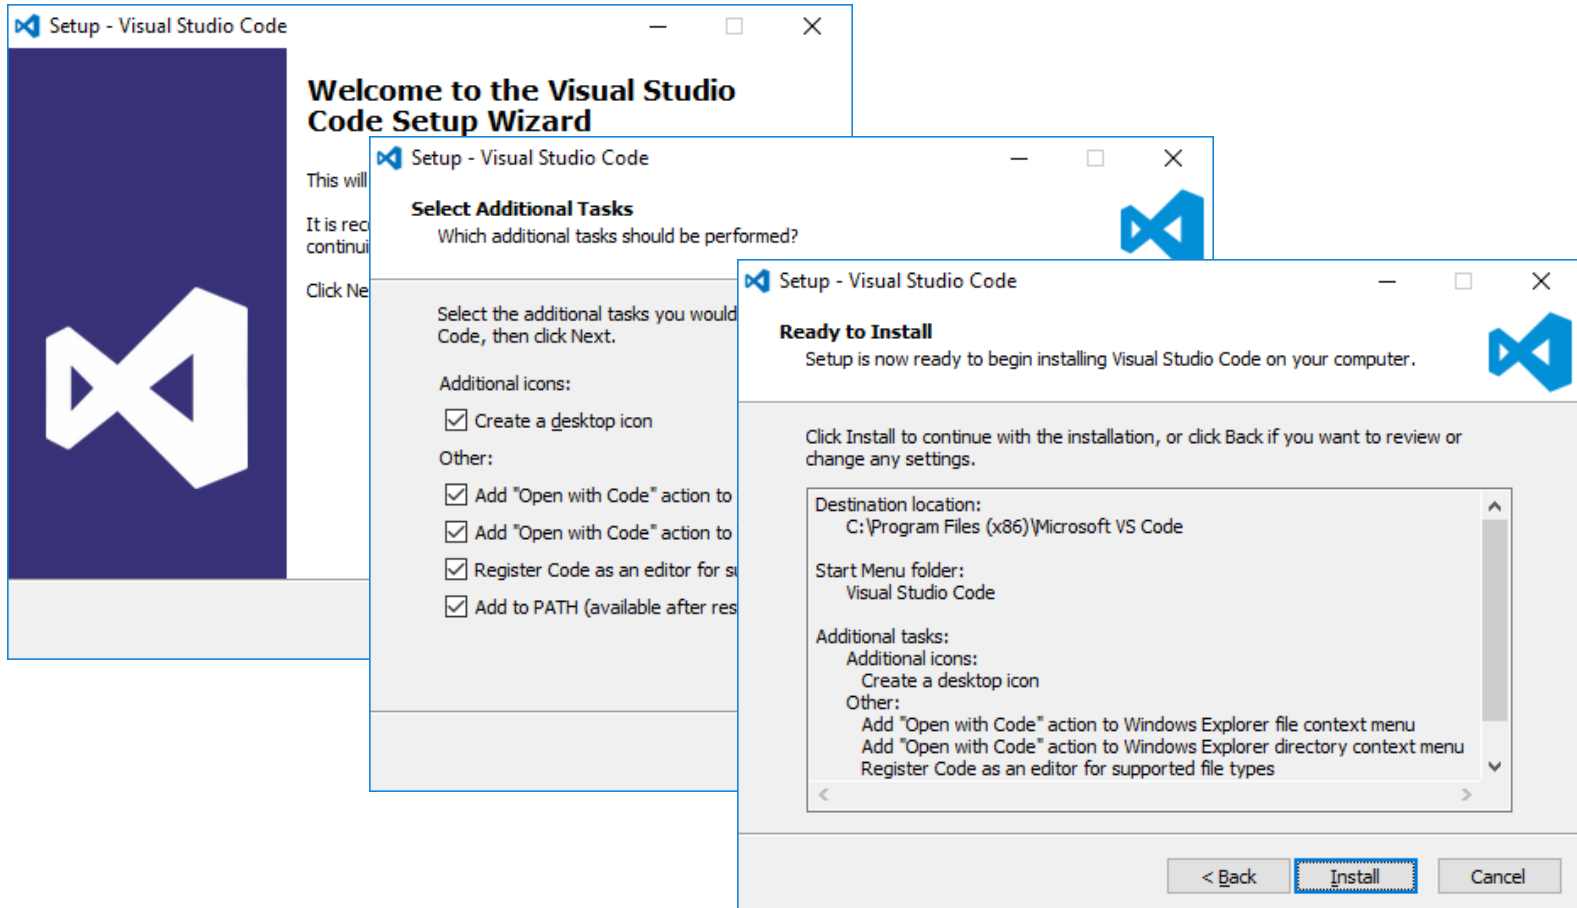 Setup - Visual Studio Code
Welcome to the Visual Studio
Code Setup Wizard
This will
It is
Click
Setup - Visual Studio Code
Select Additional Tasks
Which additional tasks should be performed?
Select the additional tasks you would
Code, then click Next.
Additional icons:
Create a desktop icon
Other:
Add "Open with Code" action to
Add "Open with Code" action to
Register Code as an editor for
Add to PATH (available after
Setup - Visual Studio Code
Ready to Install
Setup is now ready to begin installing Visual Studio Code on your computer.
Click Install to continue with the installation, or click Back if you want to review or
change any settings.
Destination location:
C:\Program Files (x86)\Microsoft VS Code
Start Menu folder:
Visual Studio Code
Additional tasks:
Additional icons:
Create a desktop icon
Other:
Add "Open with Code" action to Windows Explorer file context menu
Add "Open with Code" action to Windows Explorer directory context menu
Register Code as an editor for supported file types
< Back
Install
Cancel